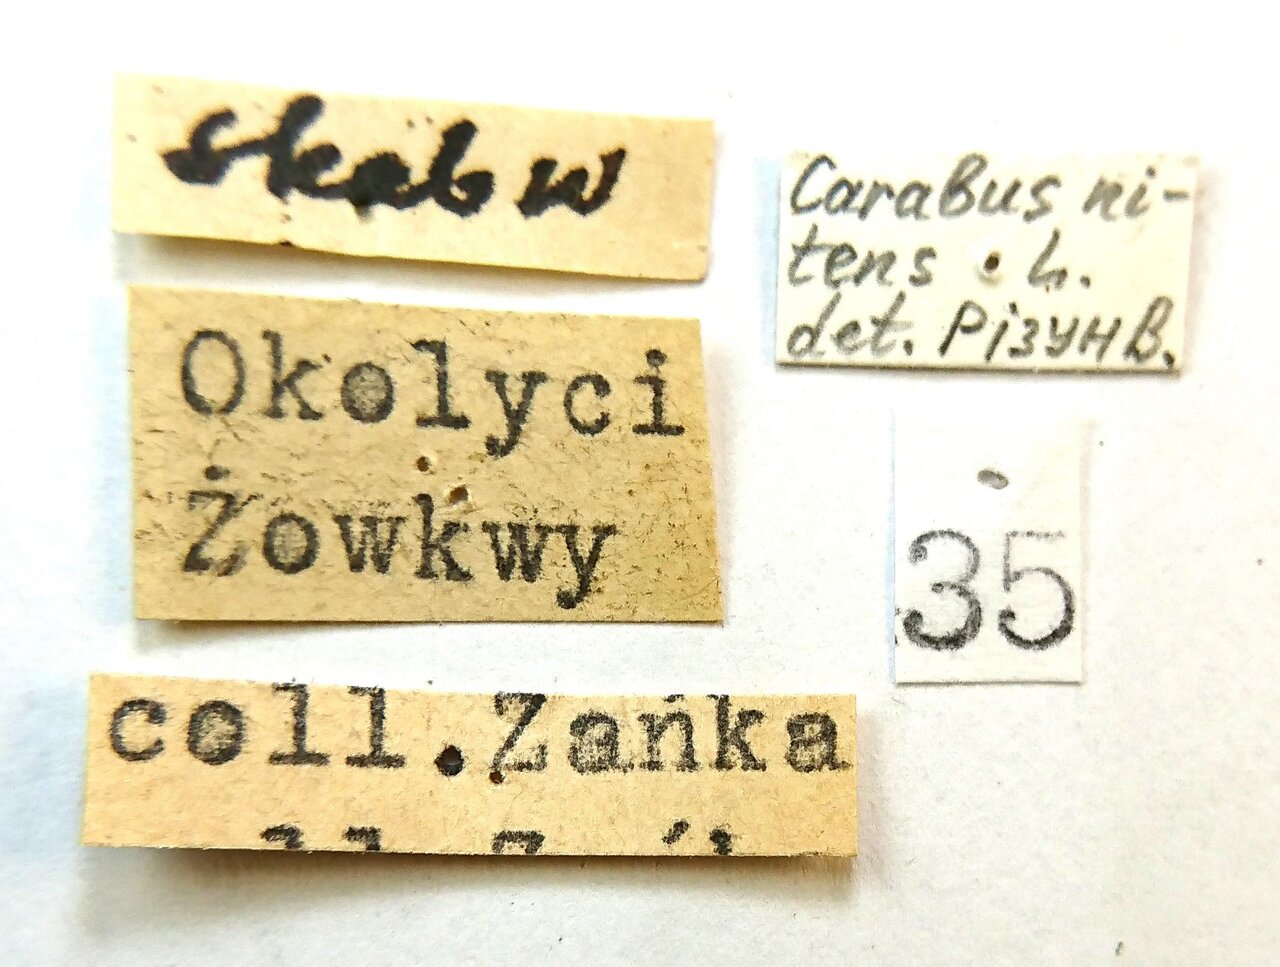 Okolyci
Żowkwy
coll. Zańka
Carabus ni-
tens L.
det. Різун В.
35